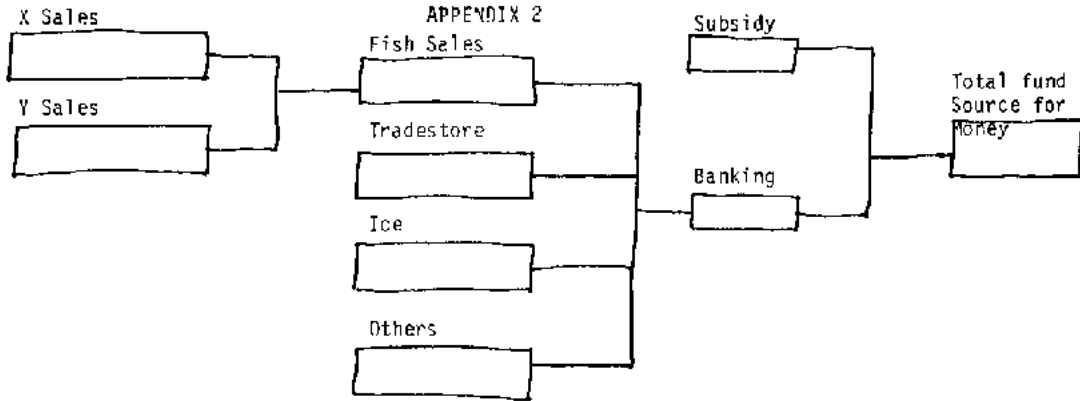 APPENDIX 2
X Sales
Y Sales
Fish Sales
Tradestore
Ice
Others
Subsidy
Banking
Total fund
Source for
Money